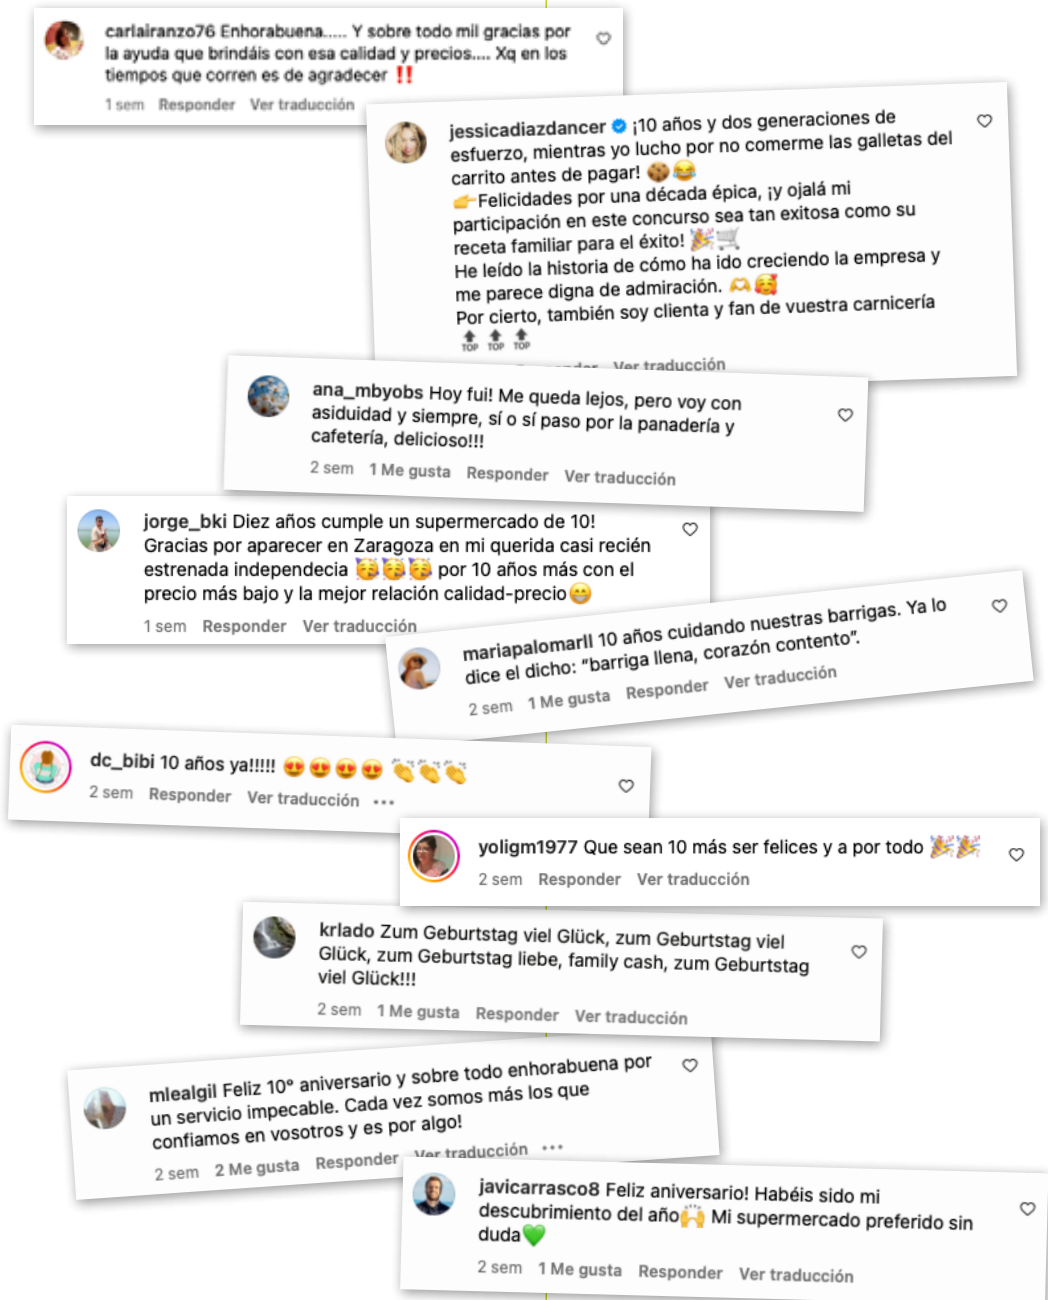 carlairanzo76 Enhorabuena..... Y sobre todo mil gracias por
la ayuda que brindáis con esa calidad y precios.... Xq en los
tiempos que corren es de agradecer ‼️
1 sem Responder Ver traducción
jessicadiazdancer ¡10 años y dos generaciones de
esfuerzo, mientras yo lucho por no comerme las galletas del
carrito antes de pagar! 🍪😂
👉Felicidades por una década épica, ¡y ojalá mi
participación en este concurso sea tan exitosa como su
receta familiar para el éxito! 🎉🛒
He leído la historia de cómo ha ido creciendo la empresa y
me parece digna de admiración. 🫶🥰
Por cierto, también soy clienta y fan de vuestra carnicería
🔝🔝🔝
Ver traducción
ana_mbyobs Hoy fui! Me queda lejos, pero voy con
asiduidad y siempre, sí o sí paso por la panadería y
cafetería, delicioso!!!
2 sem 1 Me gusta Responder Ver traducción
jorge_bki Diez años cumple un supermercado de 10!
Gracias por aparecer en Zaragoza en mi querida casi recién
estrenada independecia 🥳🥳🥳 por 10 años más con el
precio más bajo y la mejor relación calidad-precio😁
1 sem Responder Ver traducción
mariapalomarll 10 años cuidando nuestras barrigas. Ya lo
dice el dicho: “barriga llena, corazón contento”.
2 sem 1 Me gusta Responder Ver traducción
dc_bibi 10 años ya!!!!! 😍😍😍😍 👏👏👏
2 sem Responder Ver traducción •••
yoligm1977 Que sean 10 más ser felices y a por todo 🎉🎉
2 sem Responder Ver traducción
krlado Zum Geburtstag viel Glück, zum Geburtstag viel
Glück, zum Geburtstag liebe, family cash, zum Geburtstag
viel Glück!!!
2 sem 1 Me gusta Responder Ver traducción
mlealgil Feliz 10º aniversario y sobre todo enhorabuena por
un servicio impecable. Cada vez somos más los que
confiamos en vosotros y es por algo!
2 sem 2 Me gusta Responder Ver traducción •••
javicarrasco8 Feliz aniversario! Habéis sido mi
descubrimiento del año🙌 Mi supermercado preferido sin
duda💚
2 sem 1 Me gusta Responder Ver traducción